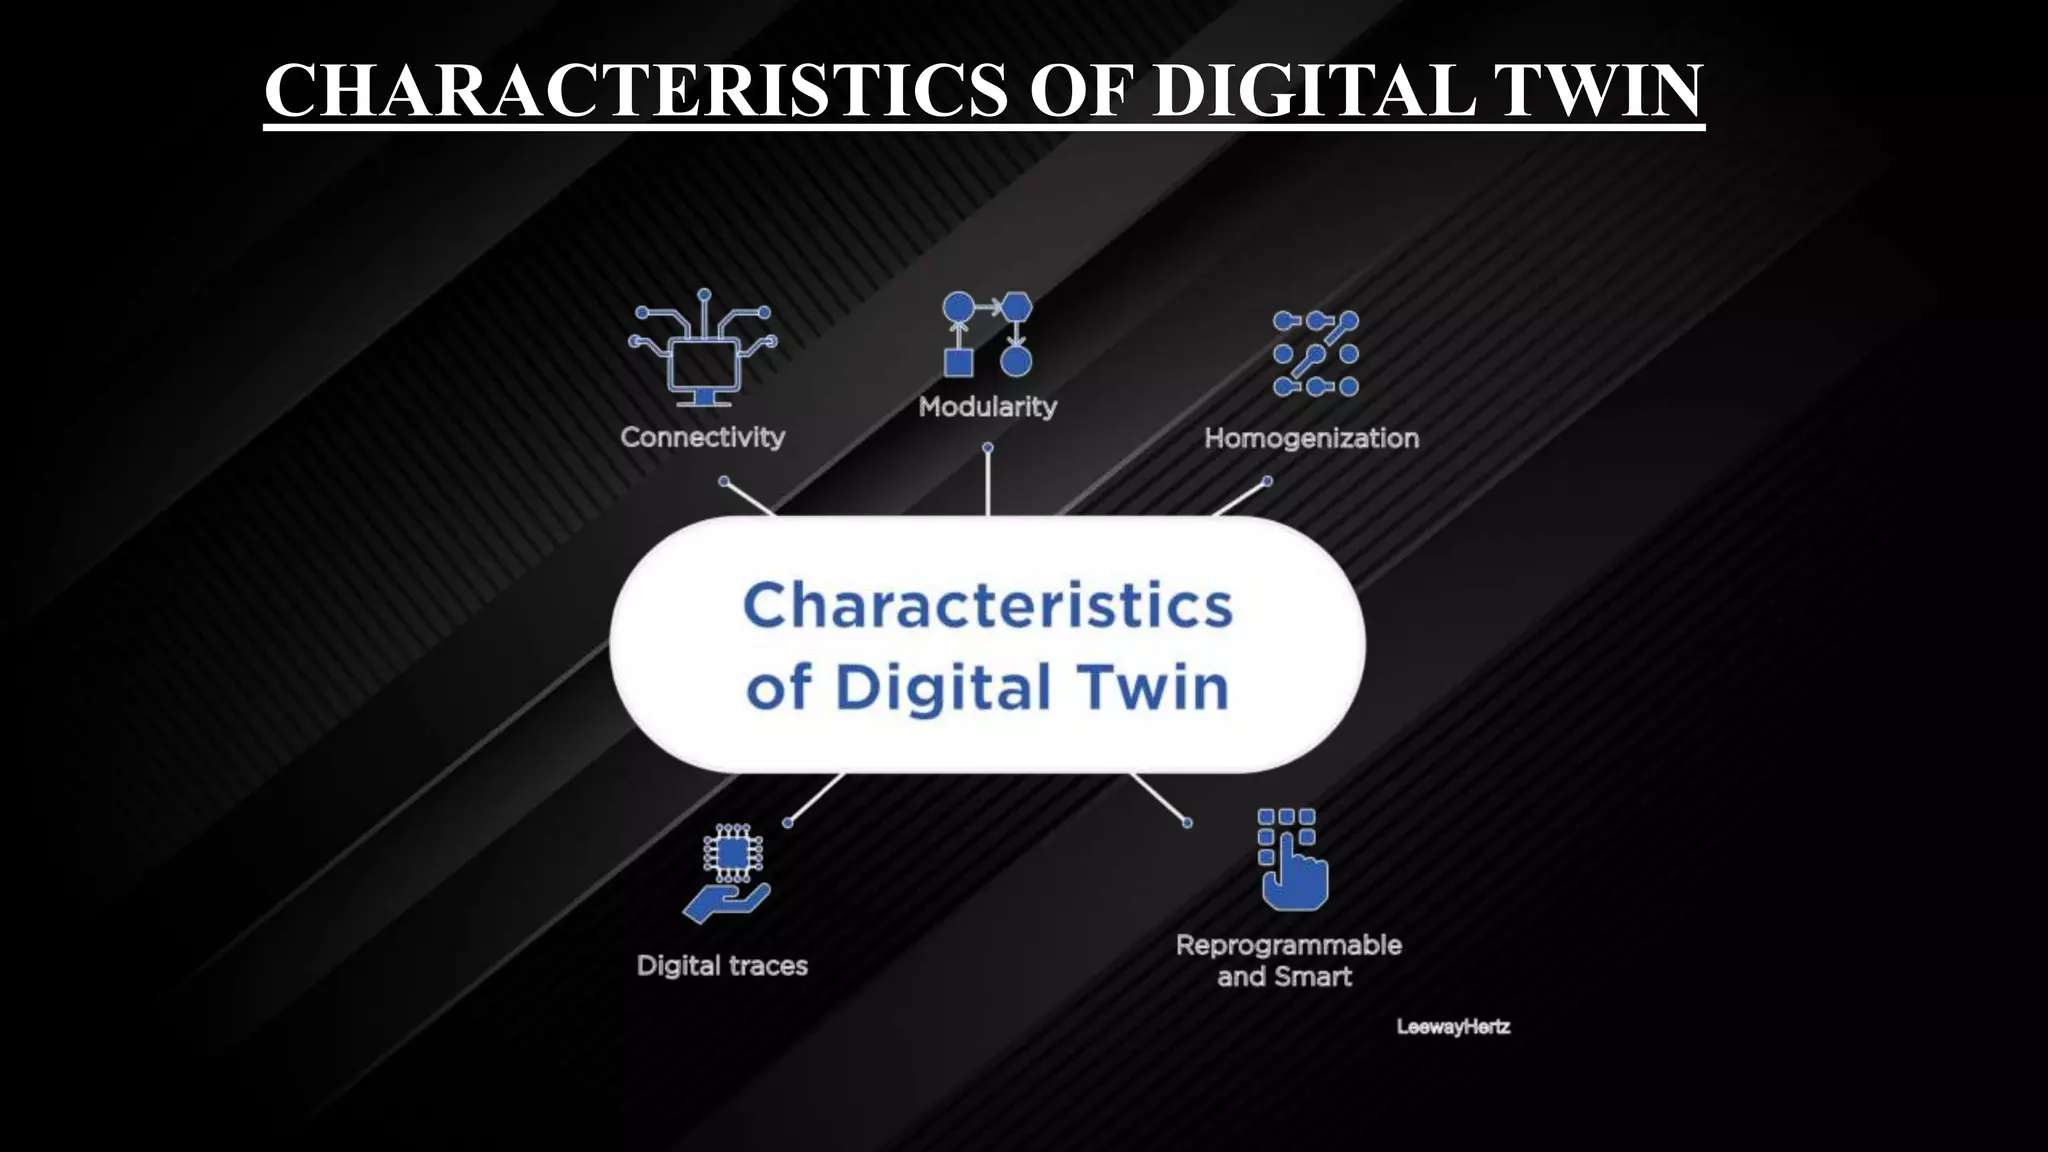 CHARACTERISTICS OF DIGITAL TWIN
Connectivity
Modularity
Homogenization
Characteristics
of Digital Twin
Digital traces
Reprogrammable
and Smart
LeewayHertz